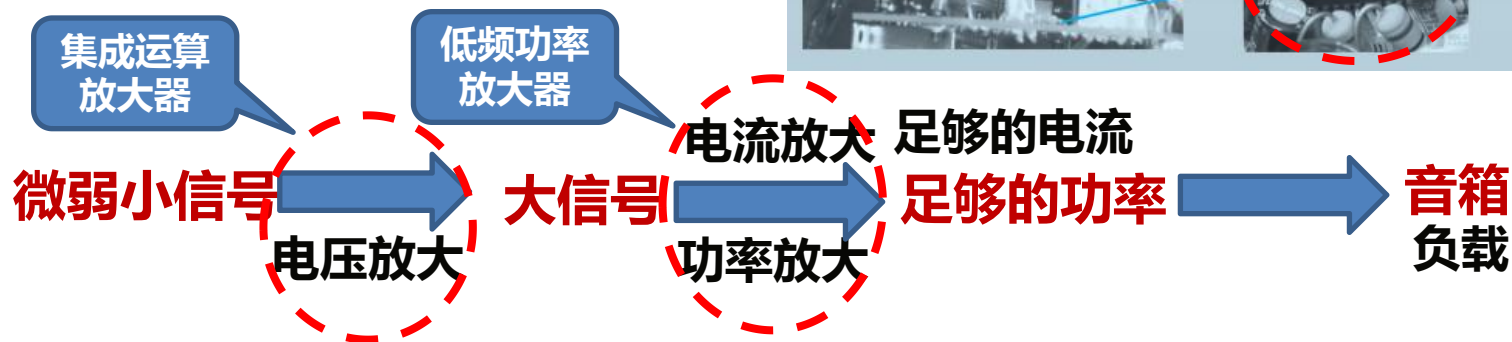 集成运算
放大器
低频功率
放大器
微弱小信号
电压放大
大信号
电流放大
功率放大
足够的电流
足够的功率
音箱
负载